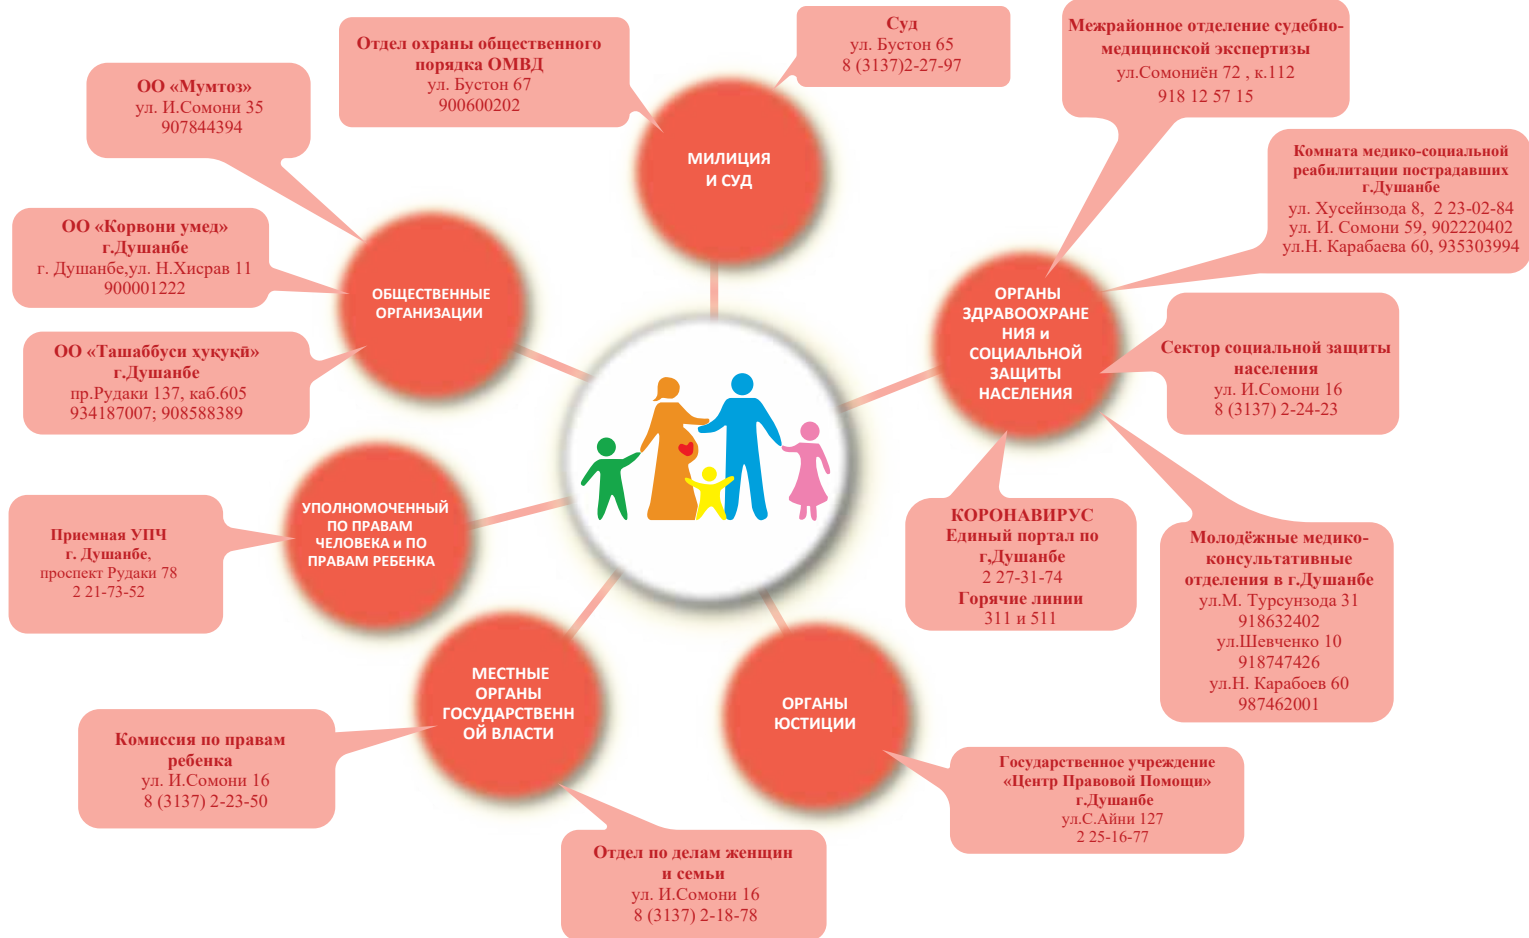 Отдел охраны общественного
порядка ОМВД
ул. Бустон 67
900600202
Суд
ул. Бустон 65
8 (3137)2-27-97
МИЛИЦИЯ
И СУД
ОО «Мумтоз»
ул. И.Сомони 35
907844394
ОО «Корвони умед»
г.Душанбе
г. Душанбе,ул. Н.Хисрав 11
900001222
ОО «Ташаббуси хукукӣ»
г.Душанбе
пр.Рудаки 137, каб.605
934187007; 908588389
ОБЩЕСТВЕННЫЕ
ОРГАНИЗАЦИИ
Межрайонное отделение судебно-
медицинской экспертизы
ул.Сомониён 72 , к.112
918 12 57 15
Комната медико-социальной
реабилитации пострадавших
г.Душанбе
ул. Хусейнзода 8, 2 23-02-84
ул. И. Сомони 59, 902220402
ул.Н. Карабаева 60, 935303994
ОРГАНЫ
ЗДРАВООХРАНЕ
НИЯ и
СОЦИАЛЬНОЙ
ЗАЩИТЫ
НАСЕЛЕНИЯ
Сектор социальной защиты
населения
ул. И.Сомони 16
8 (3137) 2-24-23
КОРОНАВИРУС
Единый портал по
г,Душанбе
2 27-31-74
Горячие линии
311 и 511
Молодёжные медико-
консультативные
отделения в г.Душанбе
ул.М. Турсунзода 31
918632402
ул.Шевченко 10
918747426
ул.Н. Карабоев 60
987462001
УПОЛНОМОЧЕННЫЙ
ПО ПРАВАМ
ЧЕЛОВЕКА и ПО
ПРАВАМ РЕБЕНКА
Приемная УПЧ
г. Душанбе,
проспект Рудаки 78
2 21-73-52
МЕСТНЫЕ
ОРГАНЫ
ГОСУДАРСТВЕНН
ОЙ ВЛАСТИ
Комиссия по правам
ребенка
ул. И.Сомони 16
8 (3137) 2-23-50
Отдел по делам женщин
и семьи
ул. И.Сомони 16
8 (3137) 2-18-78
ОРГАНЫ
ЮСТИЦИИ
Государственное учреждение
«Центр Правовой Помощи»
г.Душанбе
ул.С.Айни 127
2 25-16-77